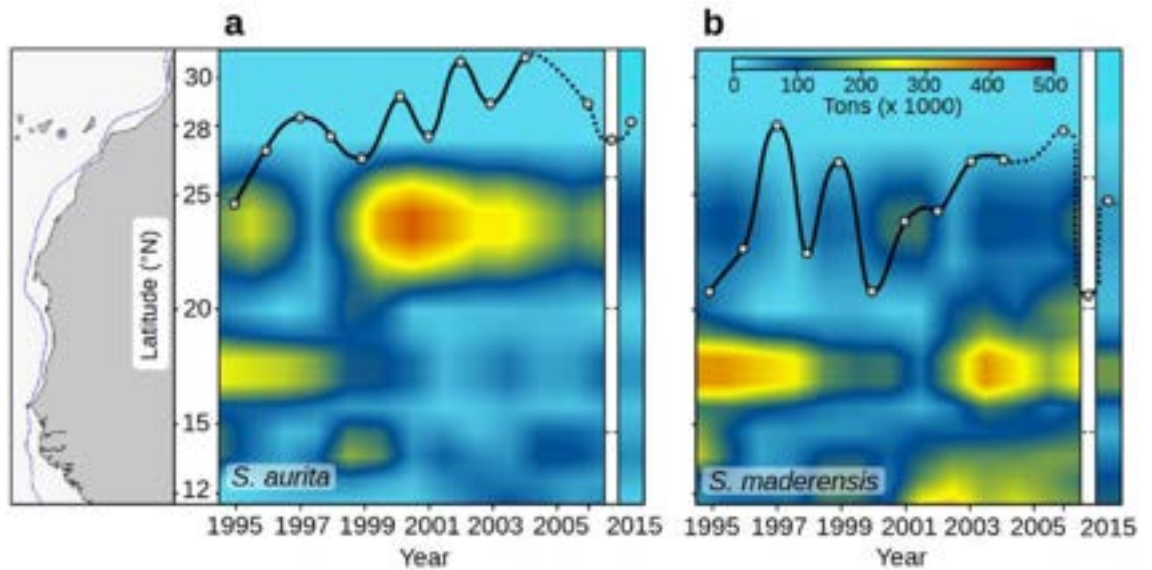 a
b
30
28
25
20
15
12
Latitude (°N)
0 100 200 300 400 500
Tons (x 1000)
S. aurita
S. maderensis
1995 1997 1999 2001 2003 2005 2015
Year
1995 1997 1999 2001 2003 2005 2015
Year